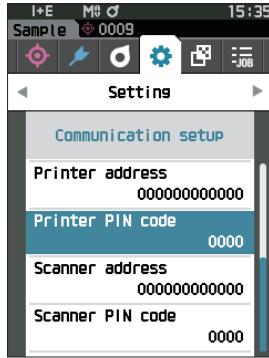 I+E M 15:35
Sample 0009
JOB
Setting
Communication setup
Printer address
000000000000
Printer PIN code
0000
Scanner address
000000000000
Scanner PIN code
0000